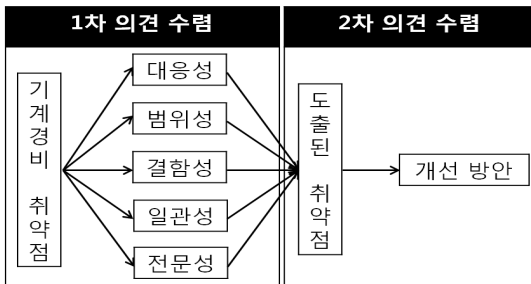 1차 의견 수렴
2차 의견 수렴
기계경비 취약점
대응성
범위성
결함성
일관성
전문성
도출된 취약점
개선 방안